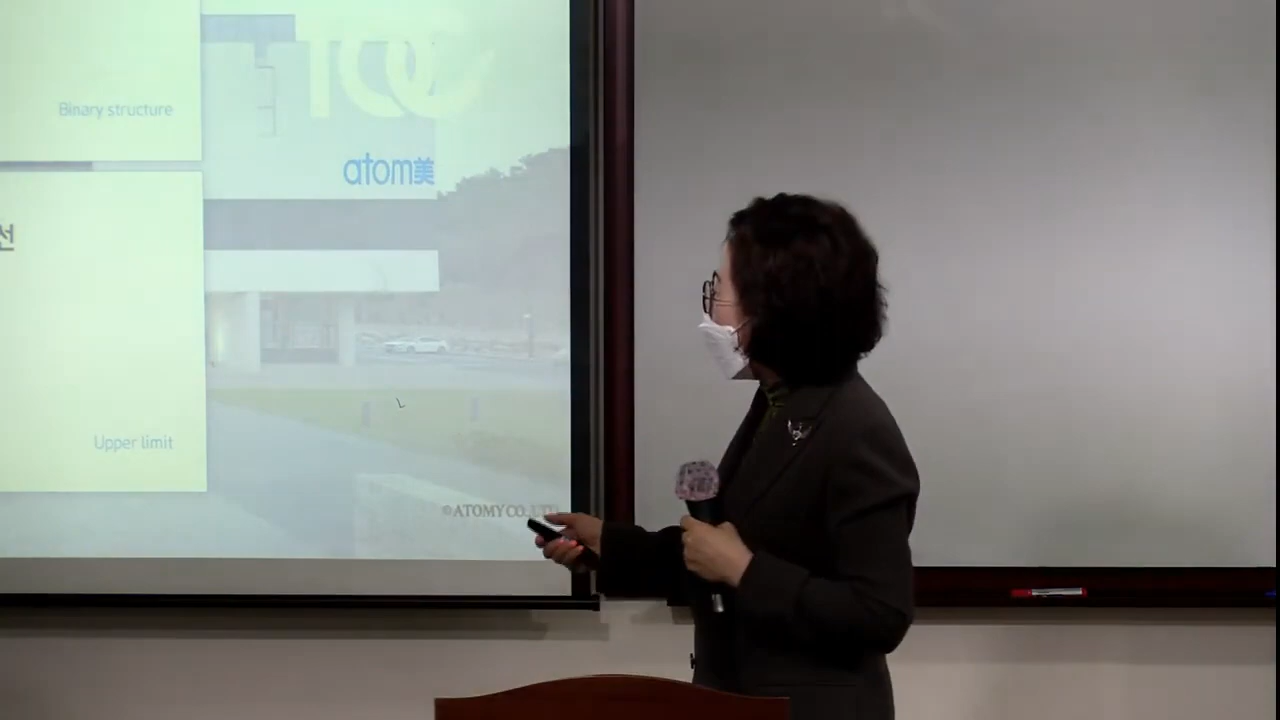 Binary structure
atom美
선
Upper limit
©ATOMY CO., LTD